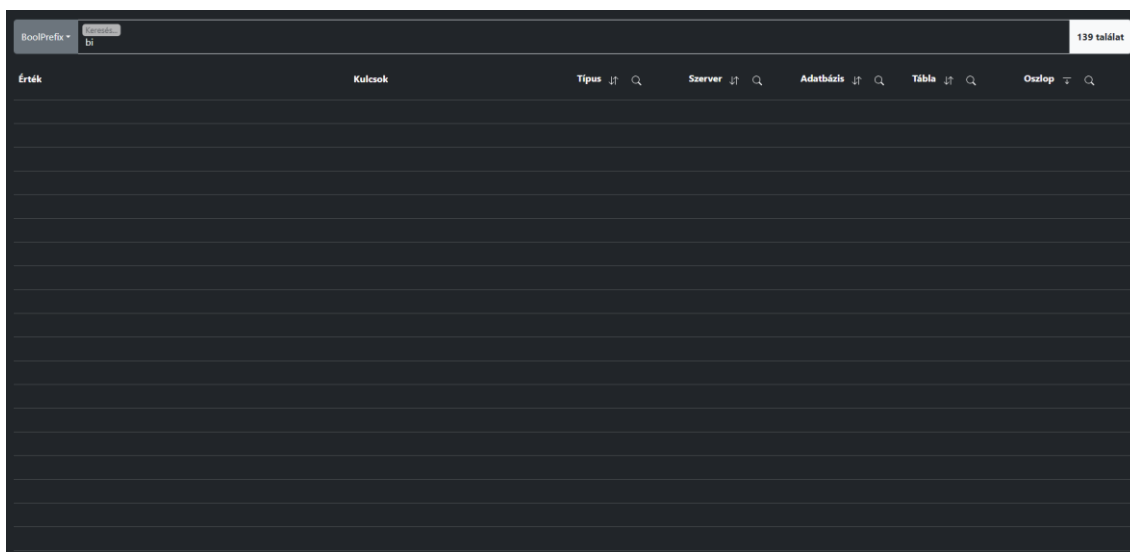 BoolPrefix
Keresés...
bi
139 találat
Érték Kulcsok Típus Szerver Adatbázis Tábla Oszlop